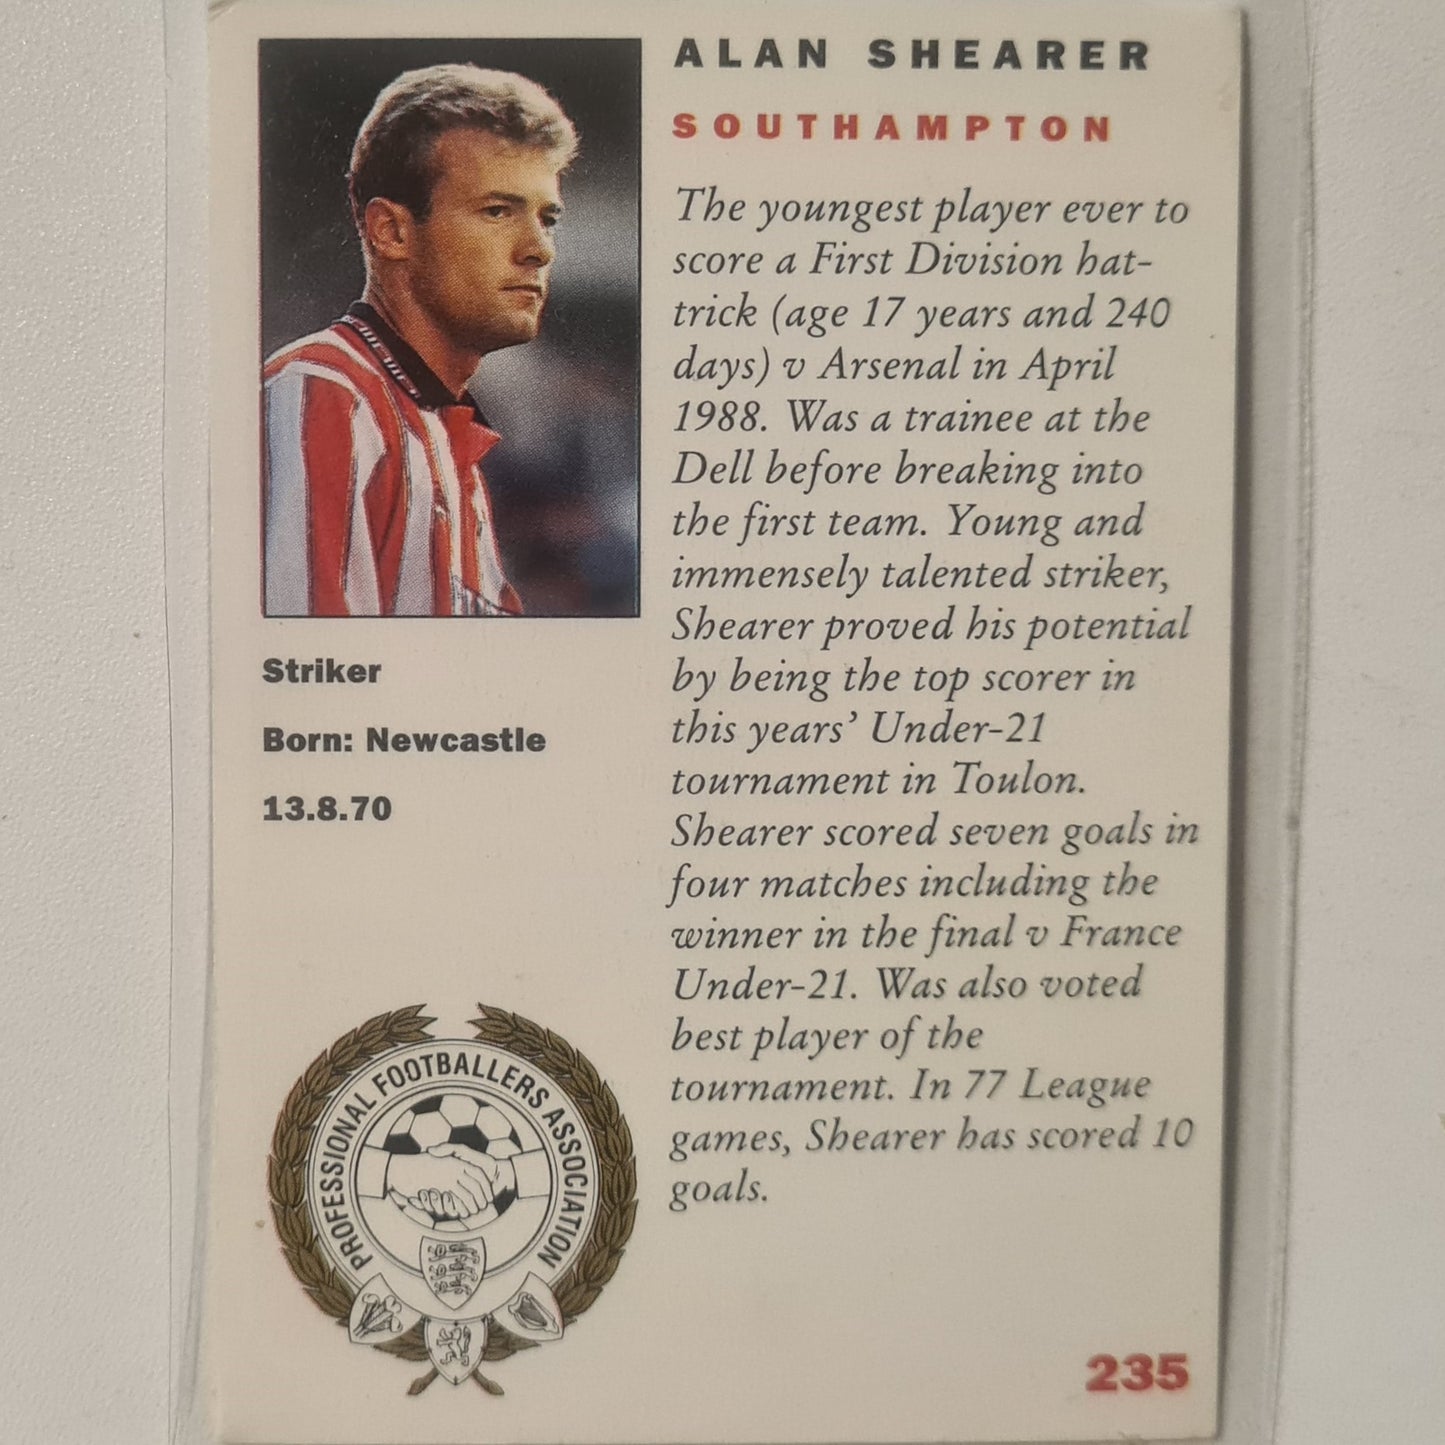 ALAN SHEARER
SOUTHAMPTON
The youngest player ever to
score a First Division hat-
trick (age 17 years and 240
days) v Arsenal in April
1988. Was a trainee at the
Dell before breaking into
the first team. Young and
immensely talented striker,
Shearer proved his potential
by being the top scorer in
this years' Under-21
tournament in Toulon.
Shearer scored seven goals in
four matches including the
winner in the final v France
Under-21. Was also voted
best player of the
tournament. In 77 League
games, Shearer has scored 10
goals.
Striker
Born: Newcastle
13.8.70
PROFESSIONAL FOOTBALLERS ASSOCIATION
235